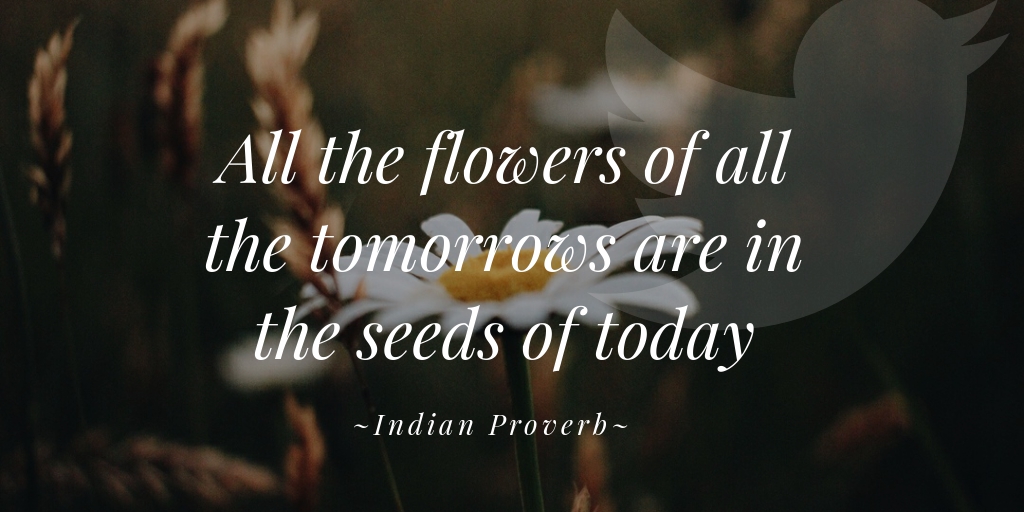 All the flowers of all
the tomorrows are in
the seeds of today
~Indian Proverb~